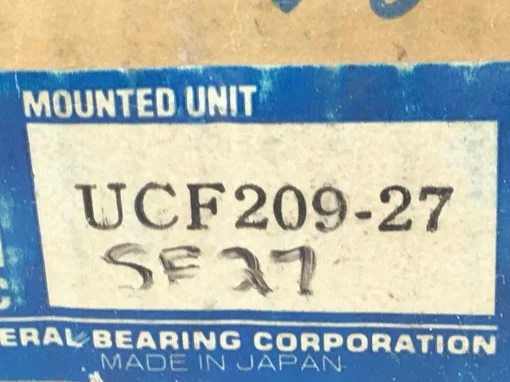 MOUNTED UNIT
UCF209-27
SF27
ERAL BEARING CORPORATION
MADE IN JAPAN